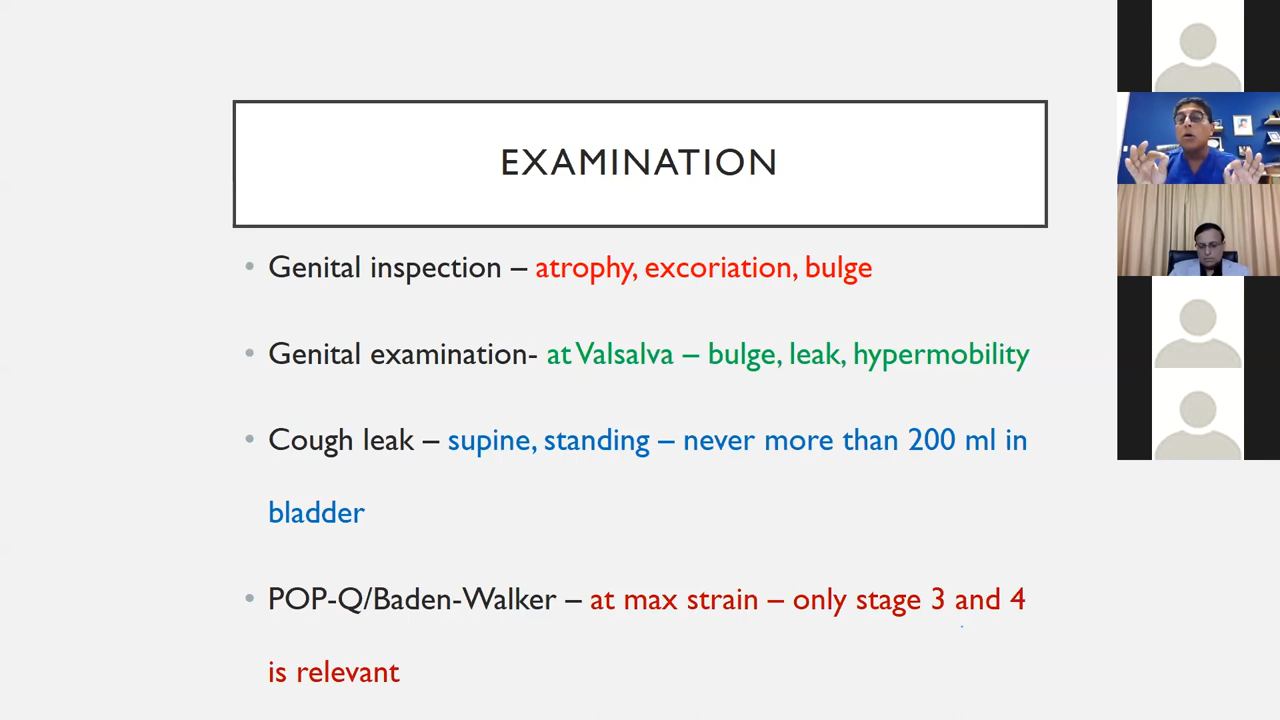 EXAMINATION
• Genital inspection – atrophy, excoriation, bulge
• Genital examination- at Valsalva – bulge, leak, hypermobility
• Cough leak – supine, standing – never more than 200 ml in
bladder
• POP-Q/Baden-Walker – at max strain – only stage 3 and 4
is relevant